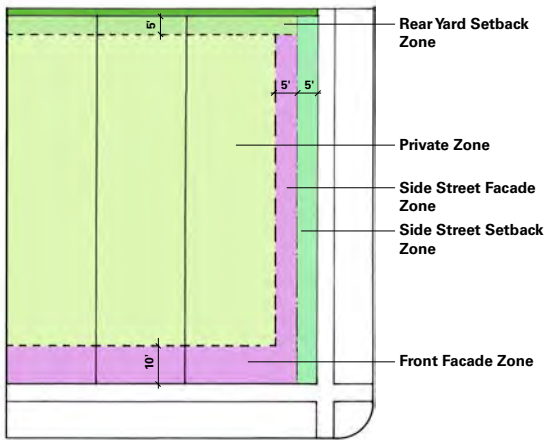 5'
Rear Yard Setback
Zone
5' 5'
Private Zone
Side Street Facade
Zone
Side Street Setback
Zone
10'
Front Facade Zone